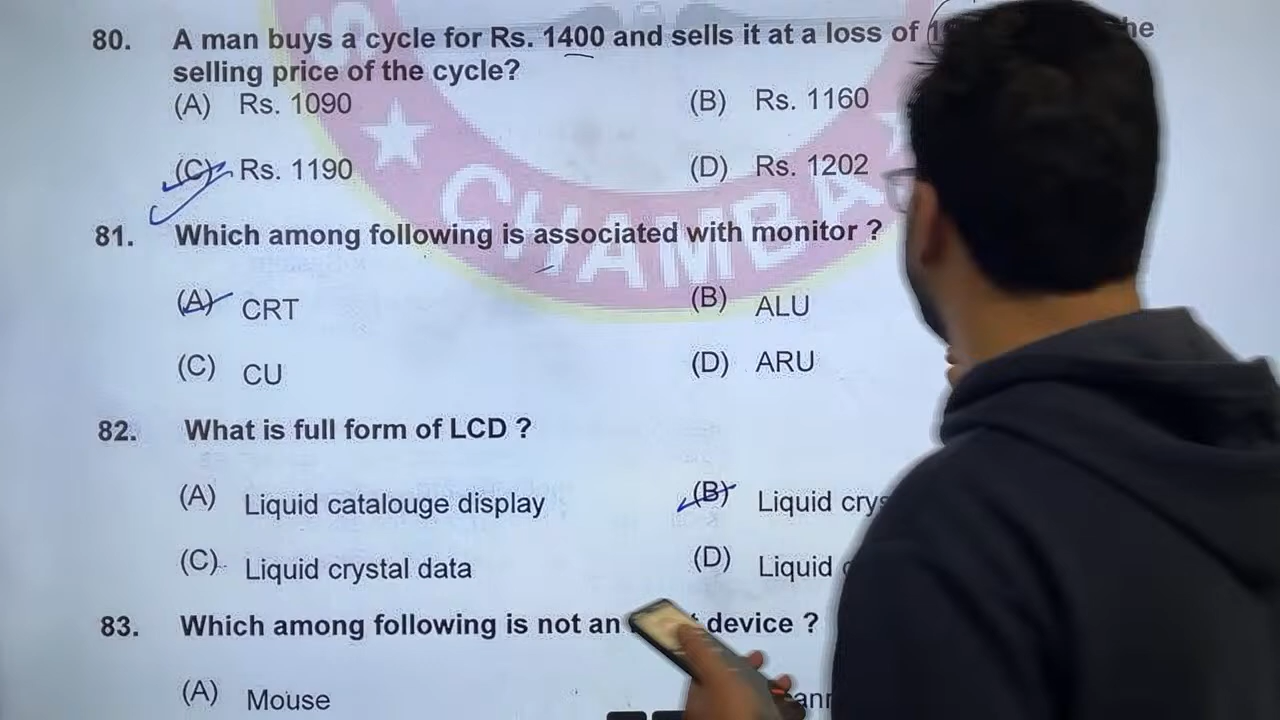 80. A man buys a cycle for Rs. 1400 and sells it at a loss of
selling price of the cycle?
(A) Rs. 1090 (B) Rs. 1160
(C) Rs. 1190 (D) Rs. 1202
CHAMBA
81. Which among following is associated with monitor ?
(A) CRT (B) ALU
(C) CU (D) ARU
82. What is full form of LCD ?
(A) Liquid catalouge display (B) Liquid
(C) Liquid crystal data (D) Liquid
83. Which among following is not an device ?
(A) Mouse